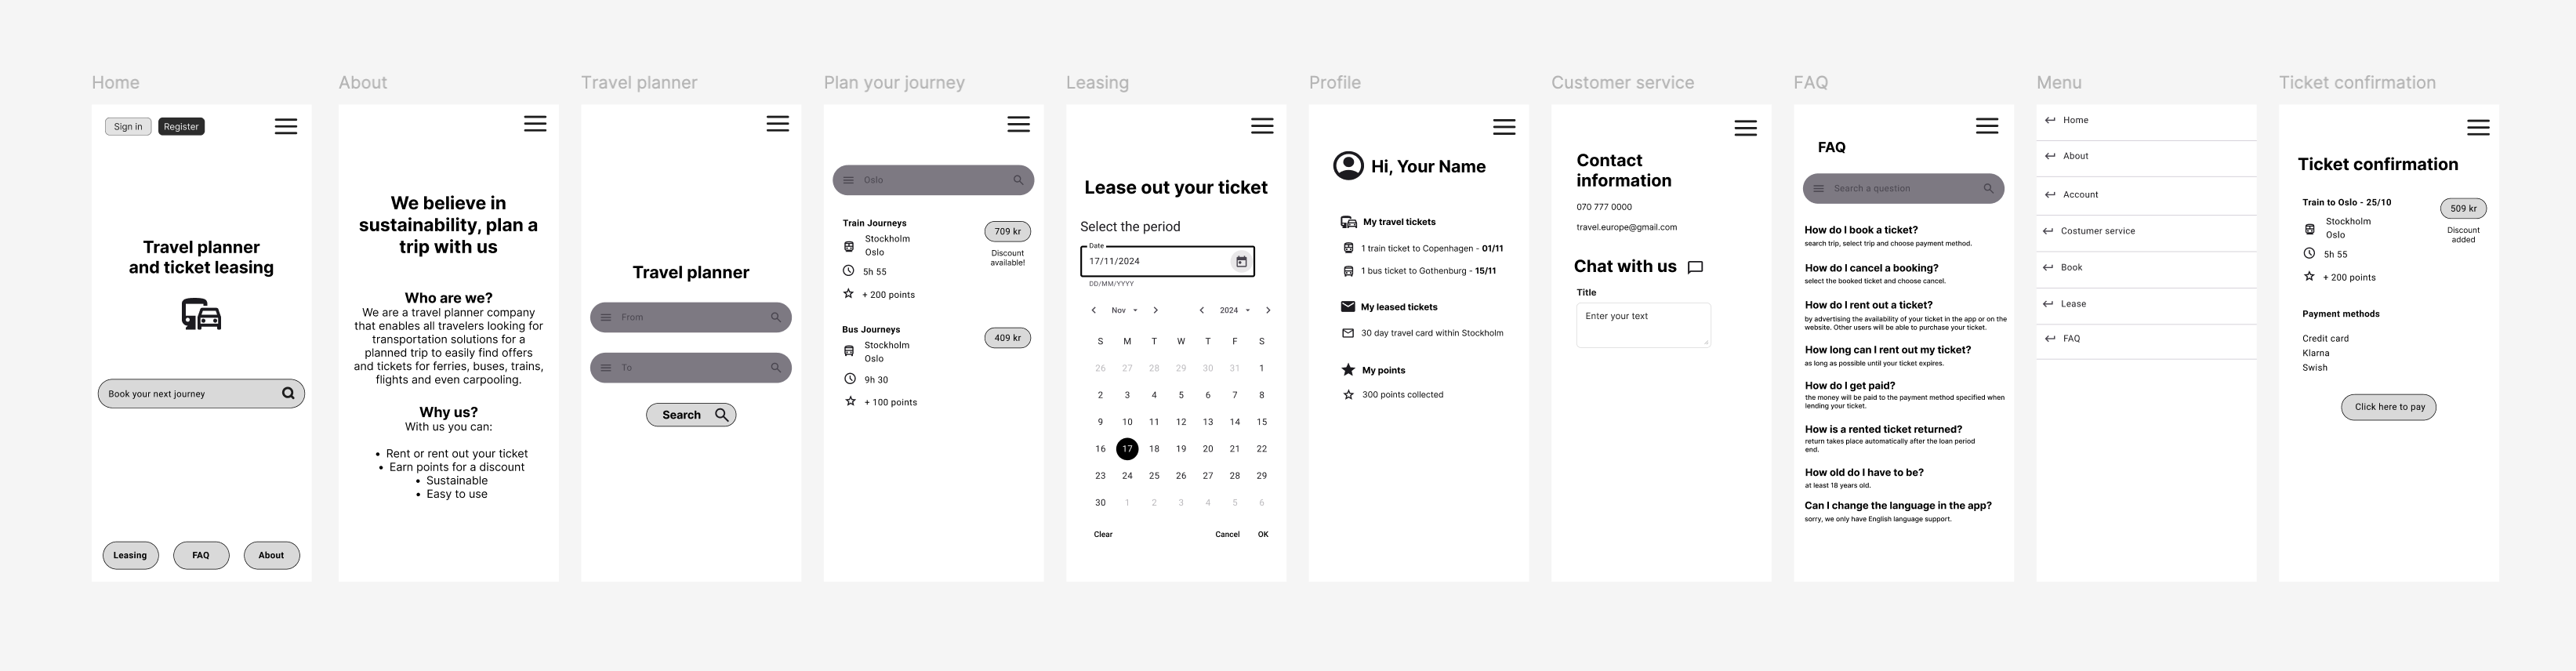 Home
Sign in
Register
Travel planner
and ticket leasing
Book your next journey
Leasing
FAQ
About
About
We believe in
sustainability, plan a
trip with us
Who are we?
We are a travel planner company
that enables all travelers looking for
transportation solutions for a
planned trip to easily find offers
and tickets for ferries, buses, trains,
flights and even carpooling.
Why us?
With us you can:
• Rent or rent out your ticket
• Earn points for a discount
• Sustainable
• Easy to use
Travel planner
Travel planner
From
To
Search
Plan your journey
Oslo
Train Journeys
709 kr
Stockholm
Oslo
Discount
available!
5h 55
+ 200 points
Bus Journeys
409 kr
Stockholm
Oslo
9h 30
+ 100 points
Leasing
Lease out your ticket
Select the period
Date
17/11/2024
DD/MM/YYYY
Nov
2024
S M T W T F S
26 27 28 29 30 31 1
2 3 4 5 6 7 8
9 10 11 12 13 14 15
16 17 18 19 20 21 22
23 24 25 26 27 28 29
30 1 2 3 4 5 6
Clear
Cancel
OK
Profile
Hi, Your Name
My travel tickets
1 train ticket to Copenhagen - 01/11
1 bus ticket to Gothenburg - 15/11
My leased tickets
30 day travel card within Stockholm
My points
300 points collected
Customer service
Contact
information
070 777 0000
travel.europe@gmail.com
Chat with us
Title
Enter your text
FAQ
FAQ
Search a question
How do I book a ticket?
search trip, select trip and choose payment method.
How do I cancel a booking?
select the booked ticket and choose cancel.
How do I rent out a ticket?
by advertising the availability of your ticket in the app or on the
website. Other users will be able to purchase your ticket.
How long can I rent out my ticket?
as long as possible until your ticket expires.
How do I get paid?
the money will be paid to the payment method specified when
lending your ticket.
How is a rented ticket returned?
return takes place automatically after the loan period
end.
How old do I have to be?
at least 18 years old.
Can I change the language in the app?
sorry, we only have English language support.
Menu
Home
About
Account
Costumer service
Book
Lease
FAQ
Ticket confirmation
Ticket confirmation
Train to Oslo - 25/10
509 kr
Stockholm
Oslo
Discount
added
5h 55
+ 200 points
Payment methods
Credit card
Klarna
Swish
Click here to pay